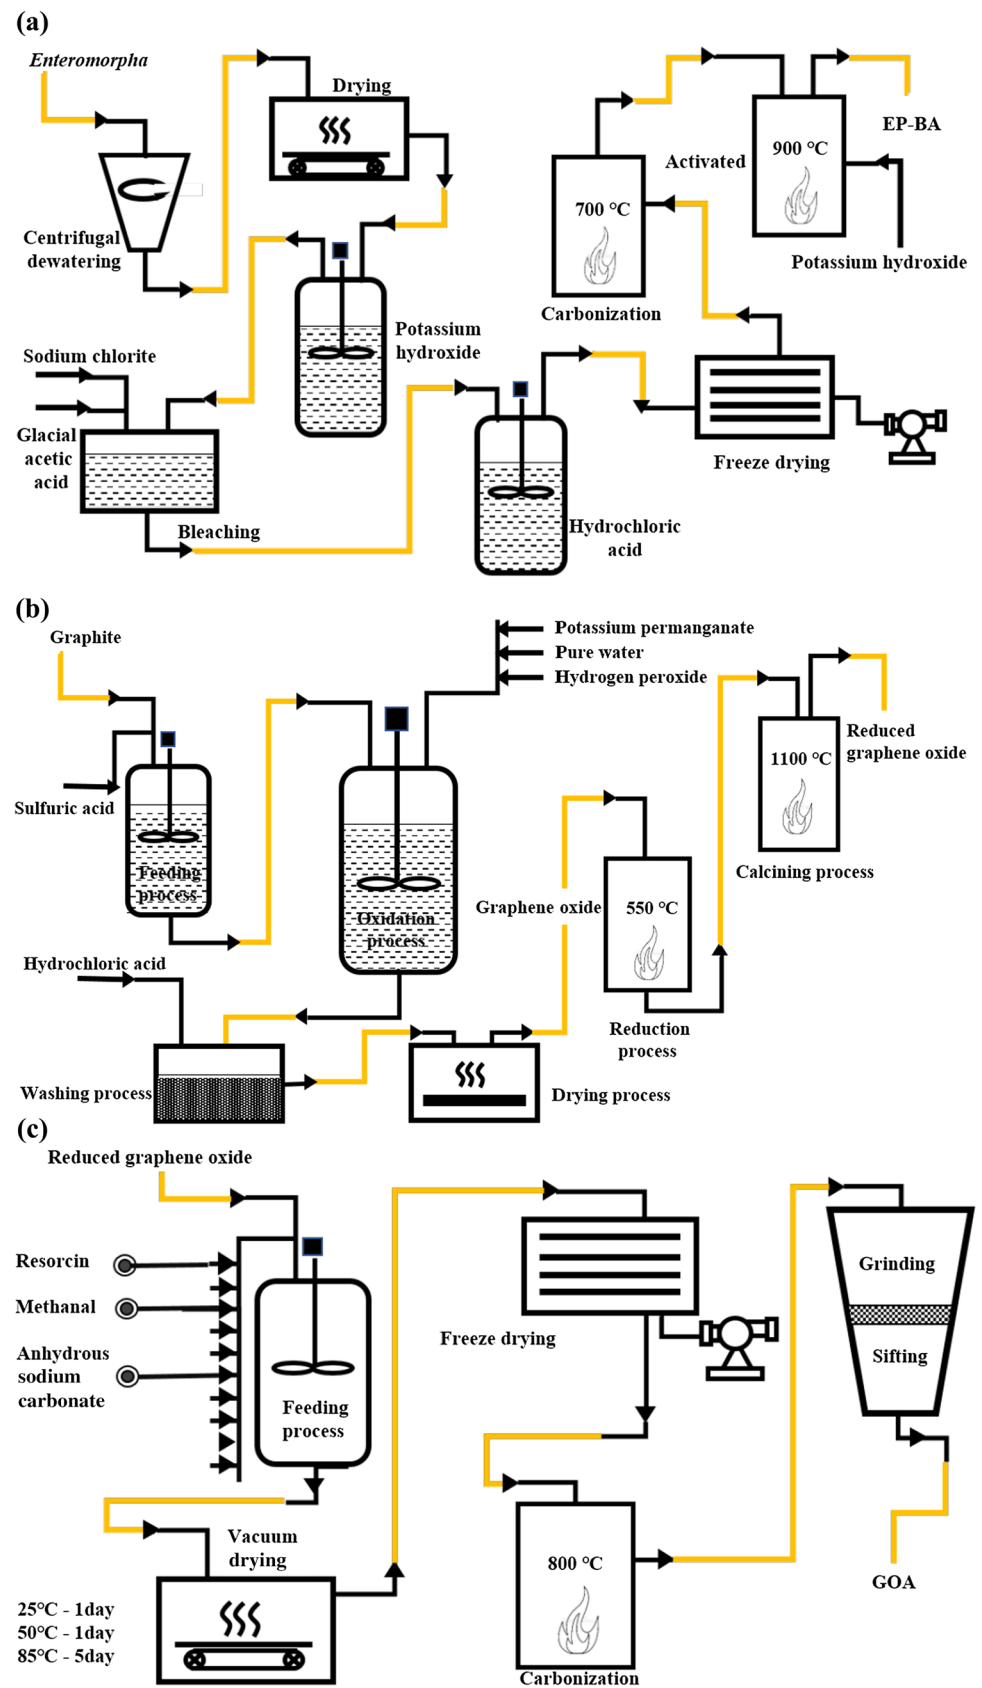 (a)
Enteromorpha
Drying
Centrifugal
dewatering
Potassium
hydroxide
Sodium chlorite
Glacial
acetic
acid
Bleaching
Hydrochloric
acid
Freeze drying
700 °C
Carbonization
Activated
900 °C
EP-BA
Potassium hydroxide
(b)
Graphite
Sulfuric acid
Feeding
process
Potassium permanganate
Pure water
Hydrogen peroxide
Oxidation
process
Hydrochloric acid
Washing process
Drying process
Graphene oxide
550 °C
Reduction
process
1100 °C
Calcining process
Reduced
graphene oxide
(c)
Reduced graphene oxide
Resorcin
Methanal
Anhydrous
sodium
carbonate
Feeding
process
Vacuum
drying
25°C - 1day
50°C - 1day
85°C - 5day
Freeze drying
800 °C
Carbonization
Grinding
Sifting
GOA